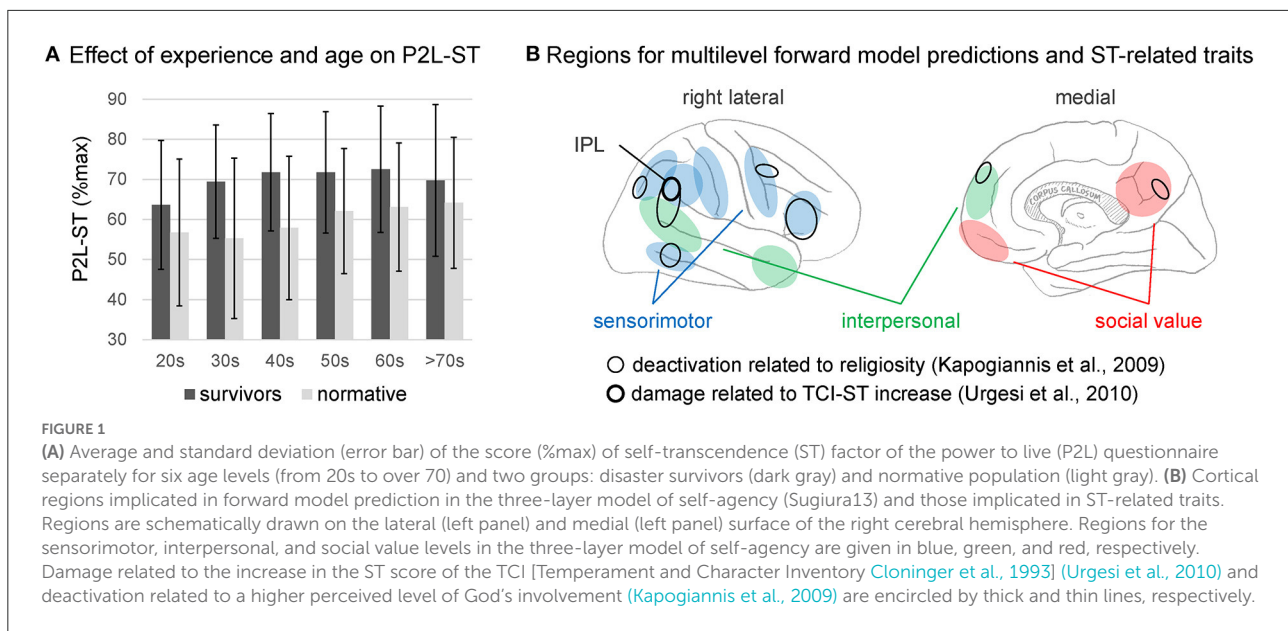 A Effect of experience and age on P2L-ST
P2L-ST (%max)
90
80
70
60
50
40
30
20s 30s 40s 50s 60s >70s
survivors normative
B Regions for multilevel forward model predictions and ST-related traits
right lateral medial
IPL
CORPUS CALLOSUM
sensorimotor interpersonal social value
deactivation related to religiosity (Kapogiannis et al., 2009)
damage related to TCI-ST increase (Urgesi et al., 2010)
FIGURE 1
(A) Average and standard deviation (error bar) of the score (%max) of self-transcendence (ST) factor of the power to live (P2L) questionnaire
separately for six age levels (from 20s to over 70) and two groups: disaster survivors (dark gray) and normative population (light gray). (B) Cortical
regions implicated in forward model prediction in the three-layer model of self-agency (Sugiura13) and those implicated in ST-related traits.
Regions are schematically drawn on the lateral (left panel) and medial (left panel) surface of the right cerebral hemisphere. Regions for the
sensorimotor, interpersonal, and social value levels in the three-layer model of self-agency are given in blue, green, and red, respectively.
Damage related to the increase in the ST score of the TCI [Temperament and Character Inventory Cloninger et al., 1993] (Urgesi et al., 2010) and
deactivation related to a higher perceived level of God's involvement (Kapogiannis et al., 2009) are encircled by thick and thin lines, respectively.